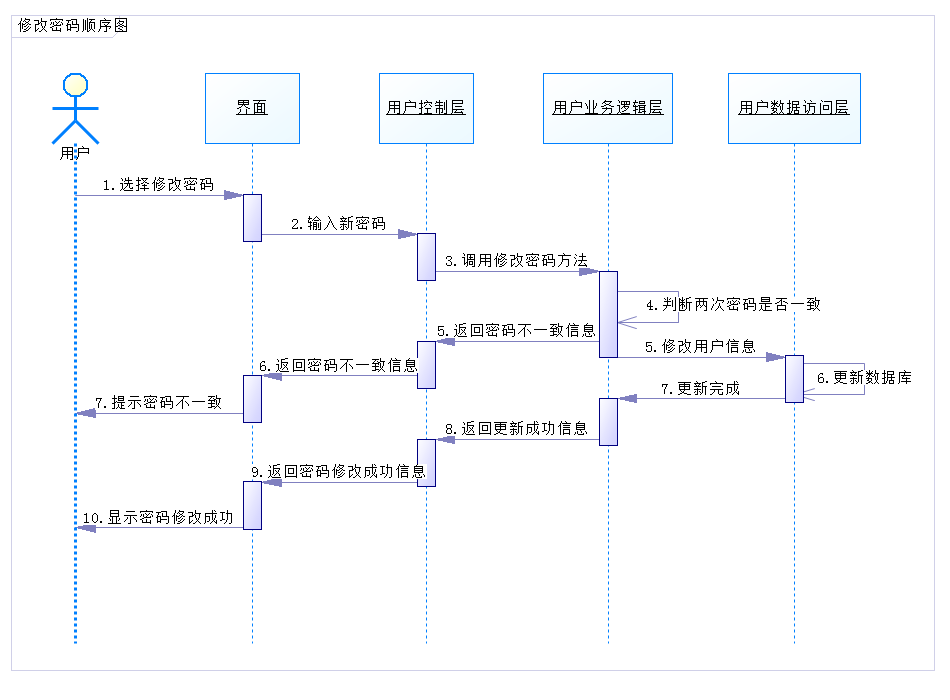 修改密码顺序图
用户
界面
用户控制层
用户业务逻辑层
用户数据访问层
1.选择修改密码
2.输入新密码
3.调用修改密码方法
4.判断两次密码是否一致
5.返回密码不一致信息
5.修改用户信息
6.返回密码不一致信息
6.更新数据库
7.更新完成
7.提示密码不一致
8.返回更新成功信息
9.返回密码修改成功信息
10.显示密码修改成功